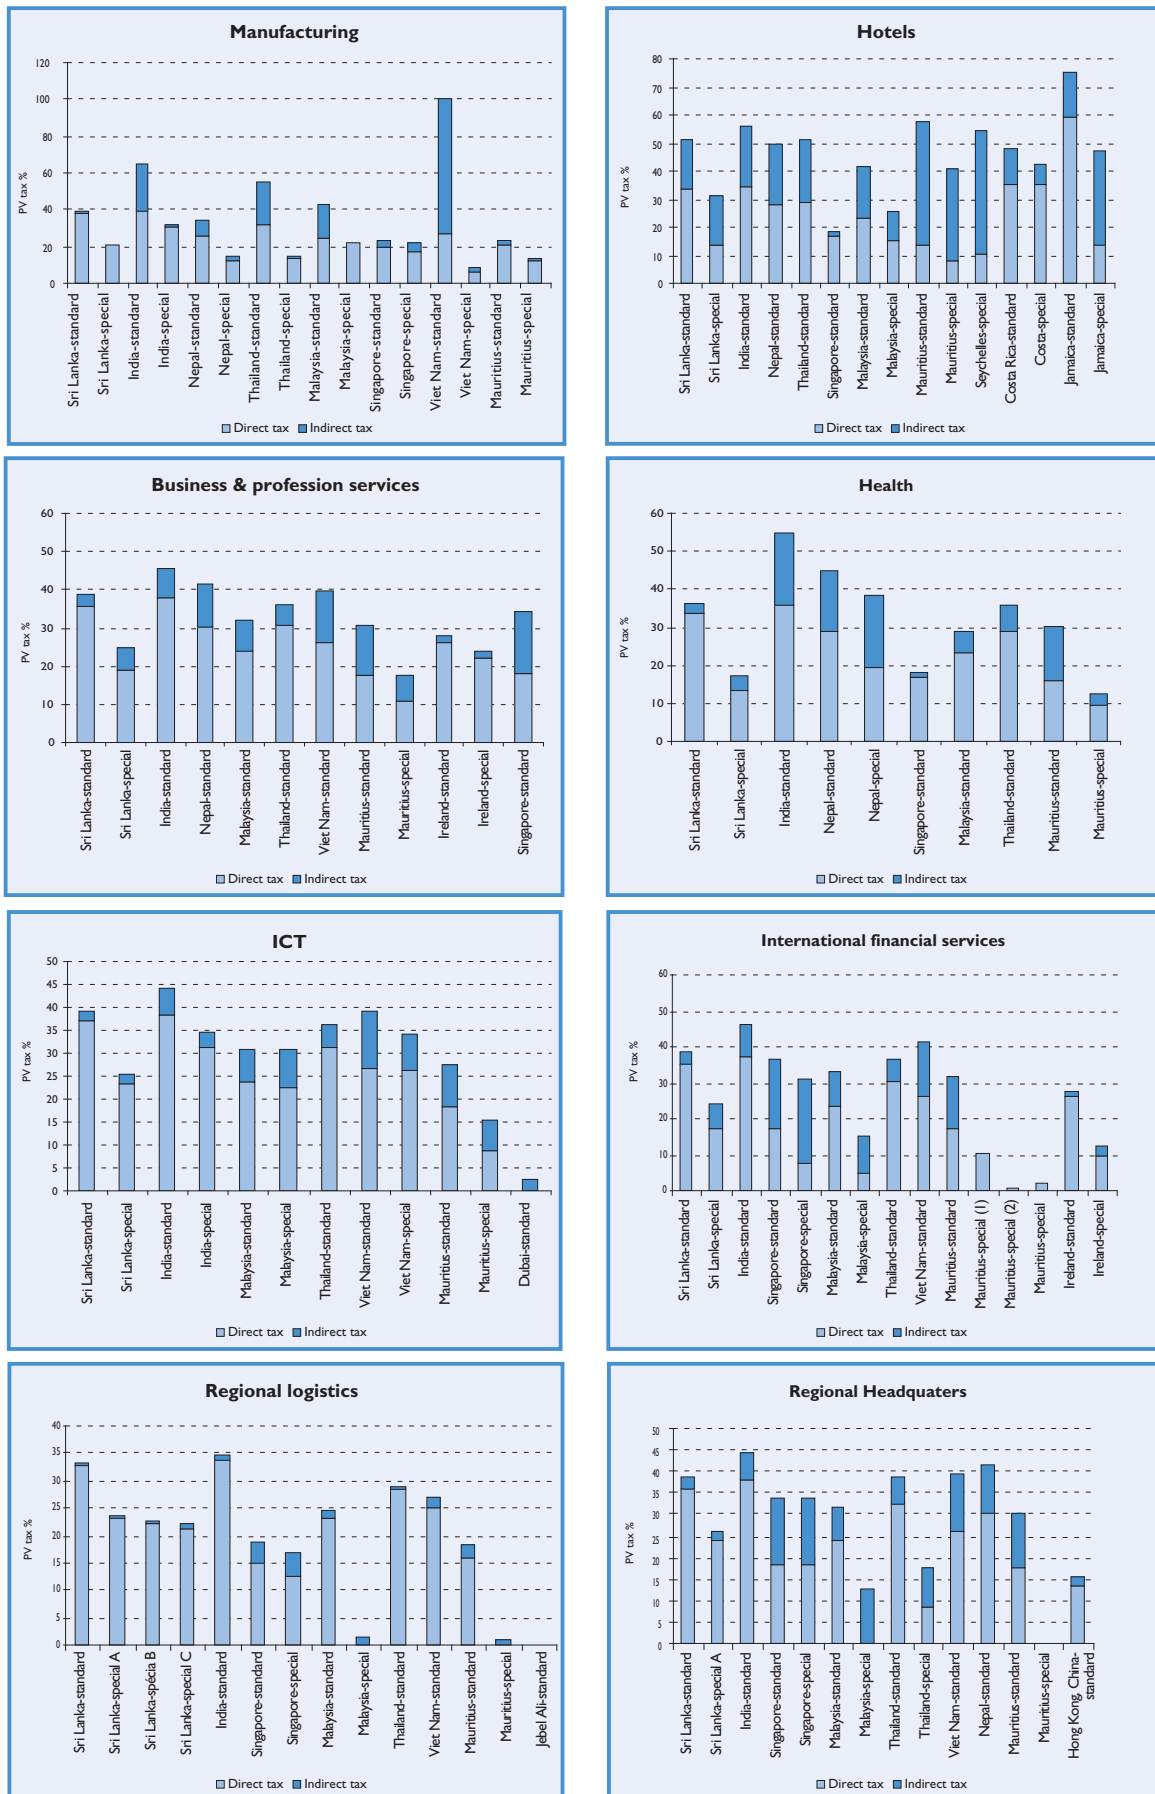 Manufacturing
PV tax %
120
100
80
60
40
20
0
Sri Lanka-standard
Sri Lanka-special
India-standard
India-special
Nepal-standard
Nepal-special
Thailand-standard
Thailand-special
Malaysia-standard
Malaysia-special
Singapore-standard
Singapore-special
Viet Nam-standard
Viet Nam-special
Mauritius-standard
Mauritius-special
Direct tax Indirect tax
Hotels
PV tax %
80
70
60
50
40
30
20
10
0
Sri Lanka-standard
Sri Lanka-special
India-standard
Nepal-standard
Thailand-standard
Singapore-standard
Malaysia-standard
Malaysia-special
Mauritius-standard
Mauritius-special
Seychelles-special
Costa Rica-standard
Costa-special
Jamaica-standard
Jamaica-special
Direct tax Indirect tax
Business & profession services
PV tax %
60
50
40
30
20
10
0
Sri Lanka-standard
Sri Lanka-special
India-standard
Nepal-standard
Malaysia-standard
Thailand-standard
Viet Nam-standard
Mauritius-standard
Mauritius-special
Ireland-standard
Ireland-special
Singapore-standard
Direct tax Indirect tax
Health
PV tax %
60
50
40
30
20
10
0
Sri Lanka-standard
Sri Lanka-special
India-standard
Nepal-standard
Nepal-special
Singapore-standard
Malaysia-standard
Thailand-standard
Mauritius-standard
Mauritius-special
Direct tax Indirect tax
ICT
PV tax %
50
45
40
35
30
25
20
15
10
5
0
Sri Lanka-standard
Sri Lanka-special
India-standard
India-special
Malaysia-standard
Malaysia-special
Thailand-standard
Viet Nam-standard
Viet Nam-special
Mauritius-standard
Mauritius-special
Dubai-standard
Direct tax Indirect tax
International financial services
PV tax %
60
50
40
30
20
10
0
Sri Lanka-standard
Sri Lanka-special
India-standard
Singapore-standard
Singapore-special
Malaysia-standard
Malaysia-special
Thailand-standard
Viet Nam-standard
Mauritius-standard
Mauritius-special (1)
Mauritius-special (2)
Mauritius-special
Ireland-standard
Ireland-special
Direct tax Indirect tax
Regional logistics
PV tax %
40
35
30
25
20
15
10
5
0
Sri Lanka-standard
Sri Lanka-special A
Sri Lanka-spécia B
Sri Lanka-special C
India-standard
Singapore-standard
Singapore-special
Malaysia-standard
Malaysia-special
Thailand-standard
Viet Nam-standard
Mauritius-standard
Mauritius-special
Jebel Ali-standard
Direct tax Indirect tax
Regional Headquaters
PV tax %
50
45
40
35
30
25
20
15
10
5
0
Sri Lanka-standard
Sri Lanka-special A
India-standard
Singapore-standard
Singapore-special
Malaysia-standard
Malaysia-special
Thailand-standard
Thailand-special
Viet Nam-standard
Nepal-standard
Mauritius-standard
Mauritius-special
Hong Kong, China-
standard
Direct tax Indirect tax